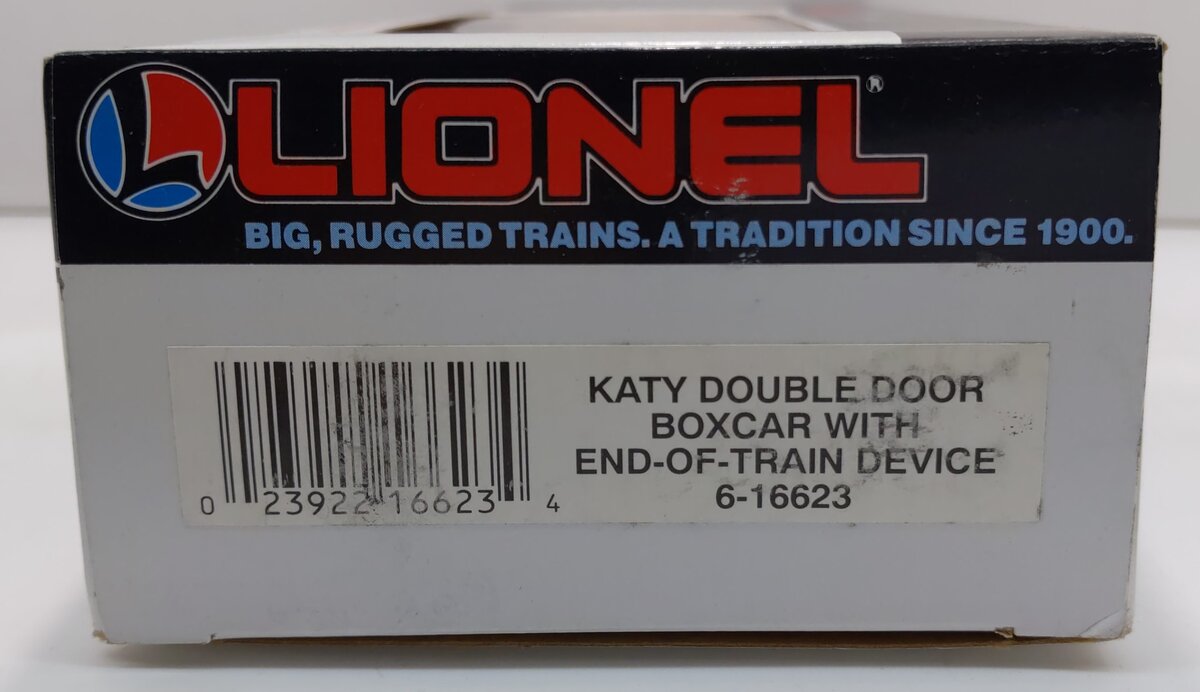 LIONEL®
BIG, RUGGED TRAINS. A TRADITION SINCE 1900.
KATY DOUBLE DOOR
BOXCAR WITH
END-OF-TRAIN DEVICE
6-16623
0 23922 16623 4